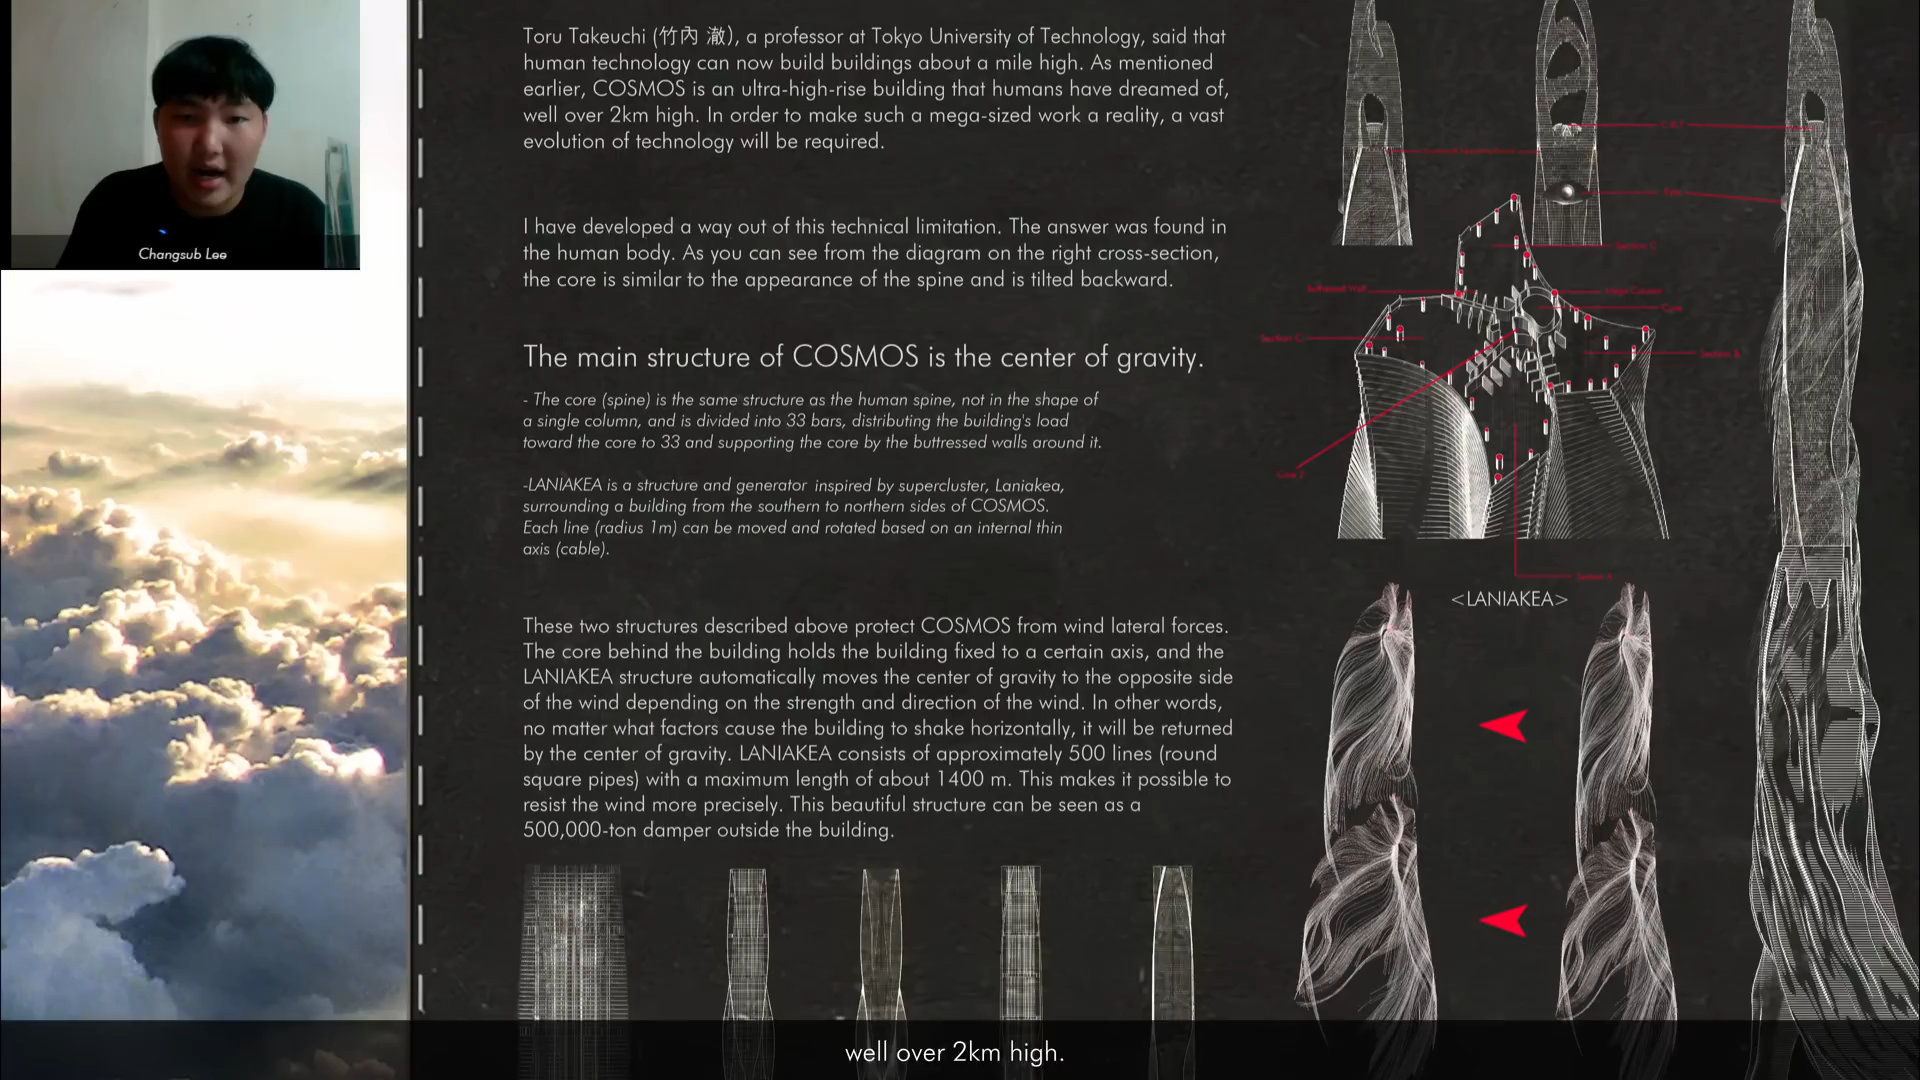 Changsub Lee
Toru Takeuchi (竹內 澈), a professor at Tokyo University of Technology, said that
human technology can now build buildings about a mile high. As mentioned
earlier, COSMOS is an ultra-high-rise building that humans have dreamed of,
well over 2km high. In order to make such a mega-sized work a reality, a vast
evolution of technology will be required.
I have developed a way out of this technical limitation. The answer was found in
the human body. As you can see from the diagram on the right cross-section,
the core is similar to the appearance of the spine and is tilted backward.
The main structure of COSMOS is the center of gravity.
- The core (spine) is the same structure as the human spine, not in the shape of
a single column, and is divided into 33 bars, distributing the building's load
toward the core to 33 and supporting the core by the buttressed walls around it.
-LANIAKEA is a structure and generator inspired by supercluster, Laniakea,
surrounding a building from the southern to northern sides of COSMOS.
Each line (radius 1m) can be moved and rotated based on an internal thin
axis (cable).
These two structures described above protect COSMOS from wind lateral forces.
The core behind the building holds the building fixed to a certain axis, and the
LANIAKEA structure automatically moves the center of gravity to the opposite side
of the wind depending on the strength and direction of the wind. In other words,
no matter what factors cause the building to shake horizontally, it will be returned
by the center of gravity. LANIAKEA consists of approximately 500 lines (round
square pipes) with a maximum length of about 1400 m. This makes it possible to
resist the wind more precisely. This beautiful structure can be seen as a
500,000-ton damper outside the building.
Section C
Buttressed Wall
Mega Column
Core
Section C
Section B
Section A
<LANIAKEA>
well over 2km high.